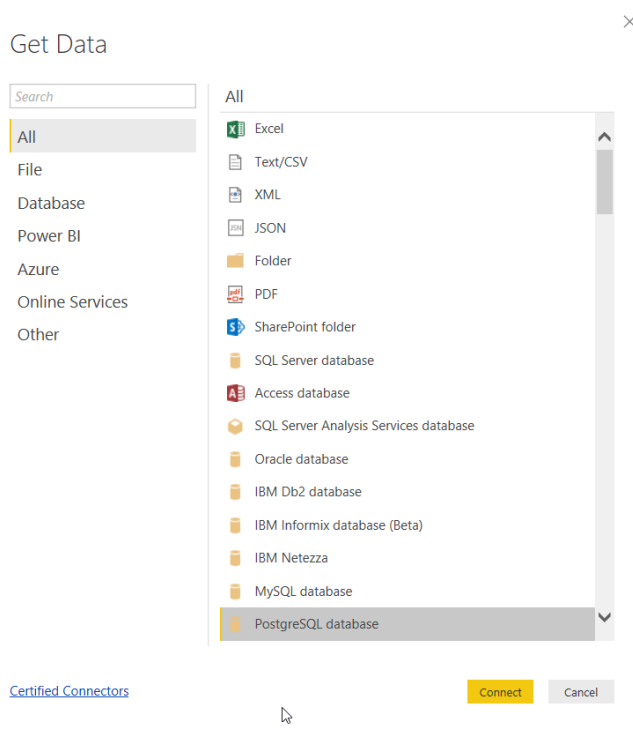 Get Data
Search
All
File
Database
Power BI
Azure
Online Services
Other
All
Excel
Text/CSV
XML
JSON
Folder
PDF
SharePoint folder
SQL Server database
Access database
SQL Server Analysis Services database
Oracle database
IBM Db2 database
IBM Informix database (Beta)
IBM Netezza
MySQL database
PostgreSQL database
Certified Connectors
Connect
Cancel